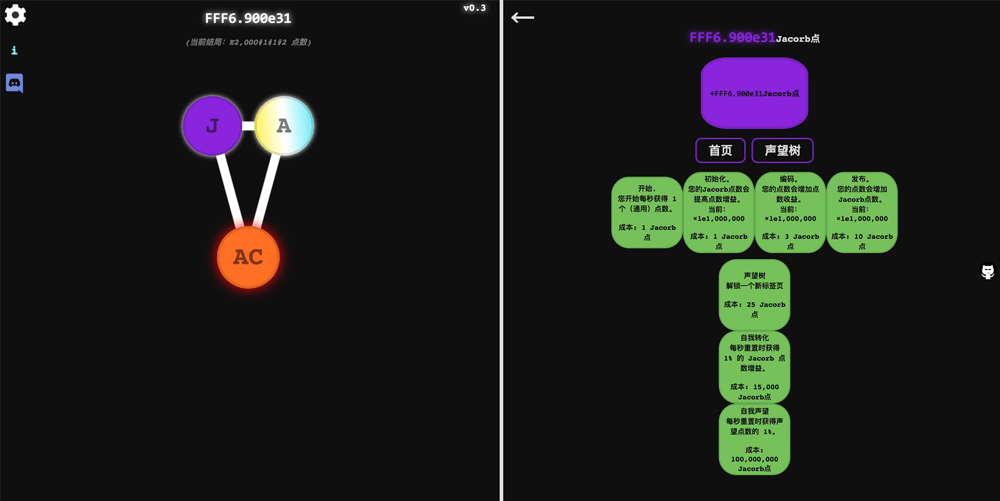 v0.3
FFF6.900e31
(当前结局: E2,000#1#1#2 点数)
i
J
A
AC
FFF6.900e31Jacorb点
+FFF6.900e31Jacorb点
首页
声望树
开始.
您开始每秒获得 1
个（通用）点数。
成本: 1 Jacorb
点
初始化。
您的Jacorb点数会
提高点数增益。
当前:
×1e1,000,000
成本: 1 Jacorb
点
编码。
您的点数会增加点
数收益。
当前:
×1e1,000,000
成本: 3 Jacorb
点
发布。
您的点数会增加
Jacorb点数。
当前:
×1e1,000,000
成本: 10 Jacorb
点
声望树
解锁一个新标签页
成本: 25 Jacorb
点
自我转化
每秒重置时获得
1% 的 Jacorb 点
数增益。
成本: 15,000
Jacorb点
自我声望
每秒重置时获得声
望点数的 1%。
成本:
100,000,000
Jacorb点